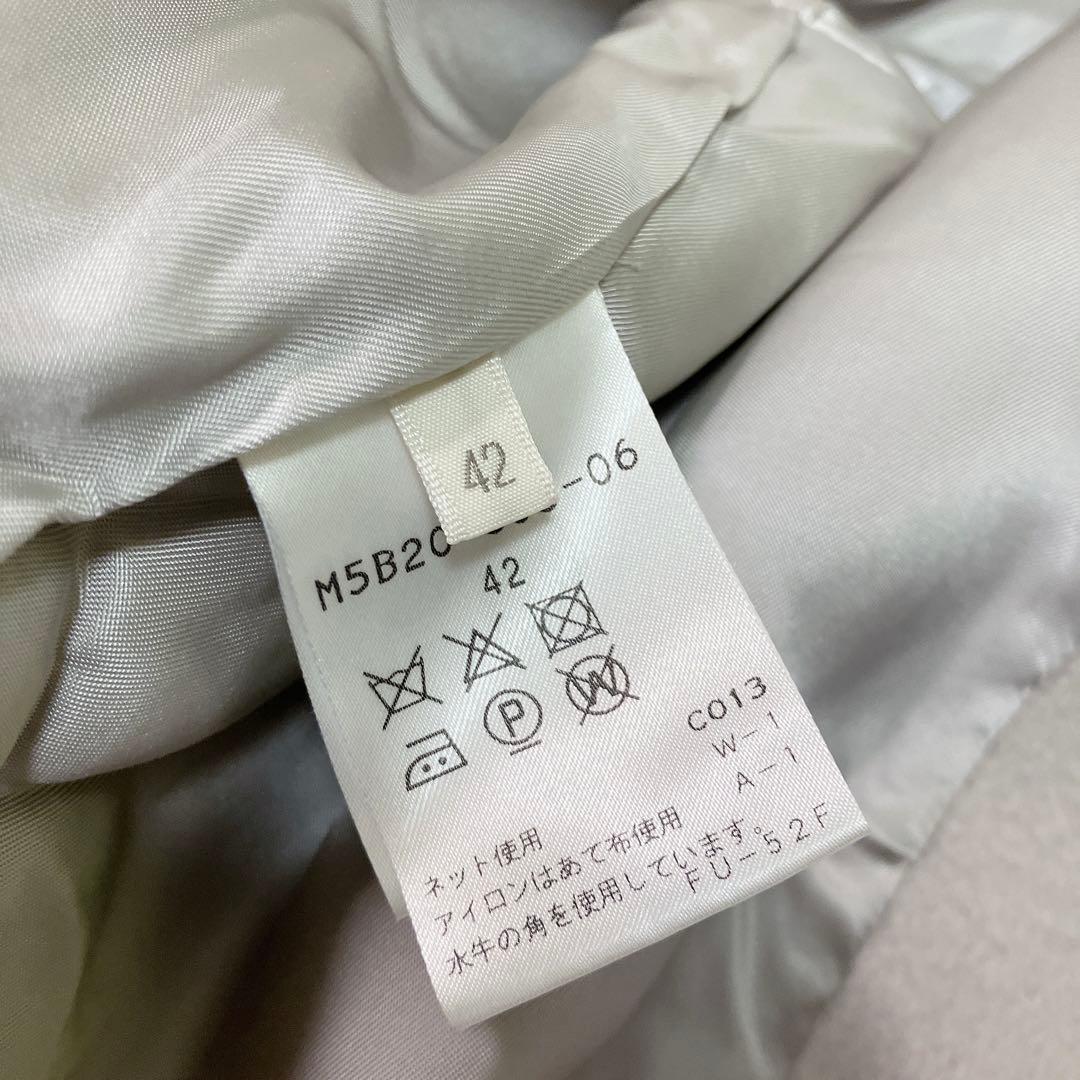 42
M5B20 -06
42
P
W
C013
W-1
A-1
ネット使用
アイロンはあて布使用
水牛の角を使用しています。
FU-52F